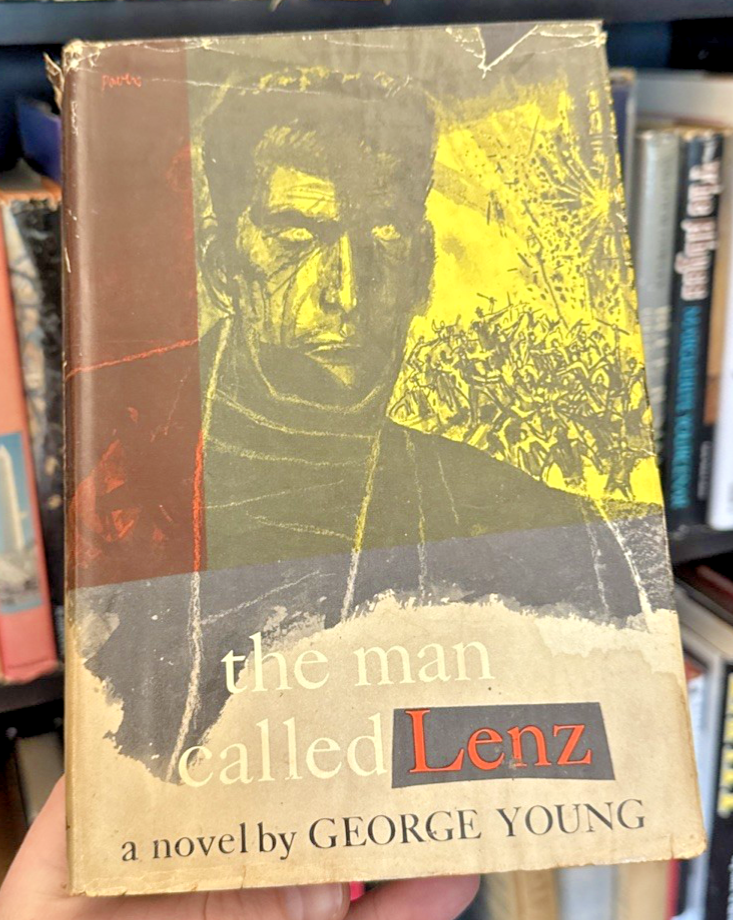 the man
called Lenz
a novel by GEORGE YOUNG